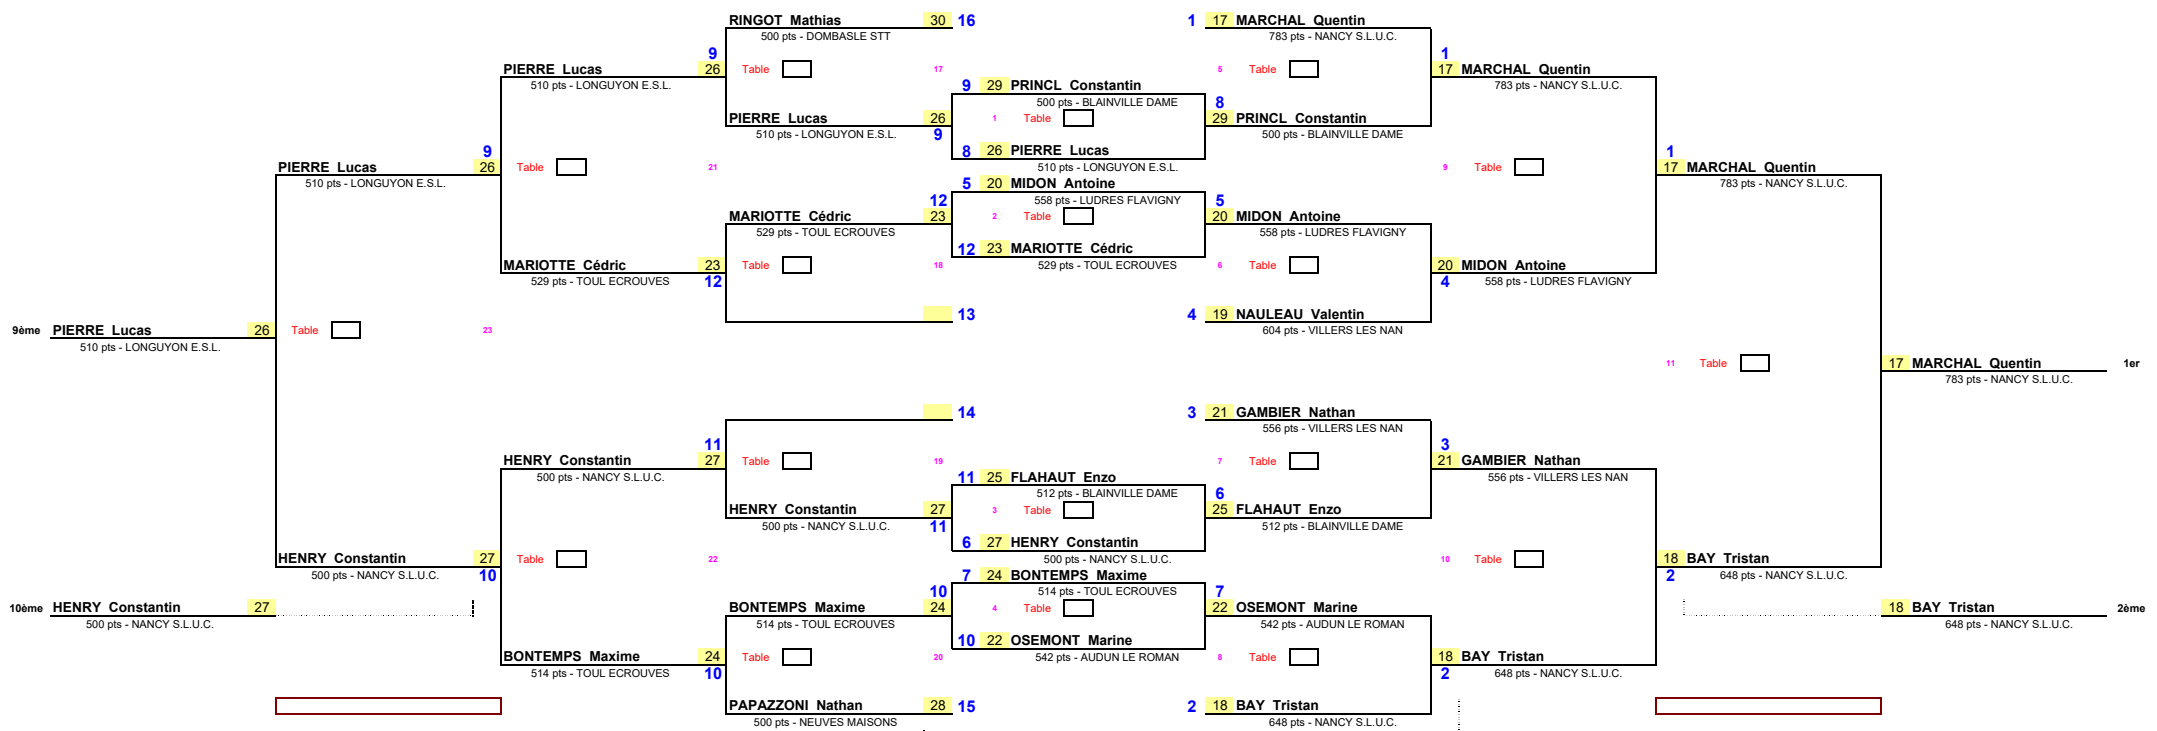 RINGOT Mathias 30 16 1 17 MARCHAL Quentin
500 pts - DOMBASLE STT 783 pts - NANCY S.L.U.C.
9 1
PIERRE Lucas 26 Table 17 5 Table 17 MARCHAL Quentin
510 pts - LONGUYON E.S.L. 9 29 PRINCL Constantin 783 pts - NANCY S.L.U.C.
500 pts - BLAINVILLE DAME 8
PIERRE Lucas 26 1 Table 29 PRINCL Constantin
510 pts - LONGUYON E.S.L. 9 500 pts - BLAINVILLE DAME
9 8 26 PIERRE Lucas 1
PIERRE Lucas 26 Table 21 510 pts - LONGUYON E.S.L. 9 Table 17 MARCHAL Quentin
510 pts - LONGUYON E.S.L. 5 20 MIDON Antoine 783 pts - NANCY S.L.U.C.
12 558 pts - LUDRES FLAVIGNY 5
MARIOTTE Cédric 23 2 Table 20 MIDON Antoine
529 pts - TOUL ECROUVES 558 pts - LUDRES FLAVIGNY
12 23 MARIOTTE Cédric
MARIOTTE Cédric 23 Table 18 529 pts - TOUL ECROUVES 6 Table 20 MIDON Antoine
529 pts - TOUL ECROUVES 12 4 558 pts - LUDRES FLAVIGNY
13 4 19 NAULEAU Valentin
9ème PIERRE Lucas 26 Table 23 604 pts - VILLERS LES NAN
510 pts - LONGUYON E.S.L.
11 Table 17 MARCHAL Quentin 1er
783 pts - NANCY S.L.U.C.
14 3 21 GAMBIER Nathan
556 pts - VILLERS LES NAN
11 3
HENRY Constantin 27 Table 19 7 Table 21 GAMBIER Nathan
500 pts - NANCY S.L.U.C. 11 25 FLAHAUT Enzo 556 pts - VILLERS LES NAN
512 pts - BLAINVILLE DAME 6
HENRY Constantin 27 3 Table 25 FLAHAUT Enzo
500 pts - NANCY S.L.U.C. 11 512 pts - BLAINVILLE DAME
6 27 HENRY Constantin
HENRY Constantin 27 Table 22 500 pts - NANCY S.L.U.C. 10 Table 18 BAY Tristan
500 pts - NANCY S.L.U.C. 10 7 24 BONTEMPS Maxime 2 648 pts - NANCY S.L.U.C.
10 514 pts - TOUL ECROUVES 7
10ème HENRY Constantin 27 BONTEMPS Maxime 24 4 Table 22 OSEMONT Marine 18 BAY Tristan 2ème
500 pts - NANCY S.L.U.C. 514 pts - TOUL ECROUVES 542 pts - AUDUN LE ROMAN 648 pts - NANCY S.L.U.C.
10 22 OSEMONT Marine
BONTEMPS Maxime 24 Table 20 542 pts - AUDUN LE ROMAN 8 Table 18 BAY Tristan
514 pts - TOUL ECROUVES 10 2 648 pts - NANCY S.L.U.C.
PAPAZZONI Nathan 28 15 2 18 BAY Tristan
500 pts - NEUVES MAISONS 648 pts - NANCY S.L.U.C.